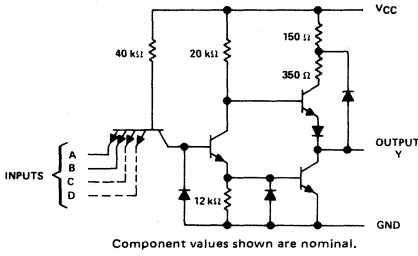 VCC
40 kΩ
20 kΩ
150 Ω
350 Ω
INPUTS
A
B
C
D
OUTPUT
Y
12 kΩ
GND
Component values shown are nominal.